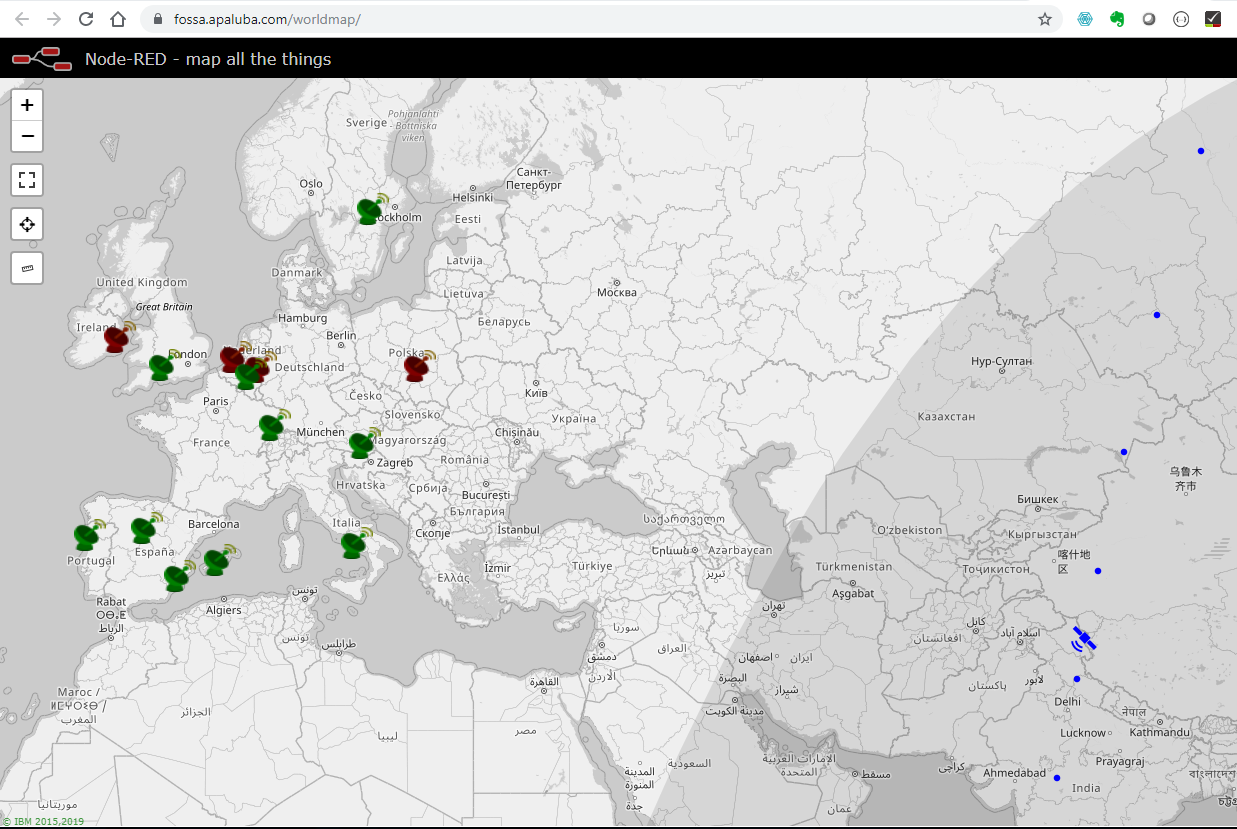 fossa.apaluba.com/worldmap/
Node-RED - map all the things
+
−
Sverige
Pohjanlahti
Bottniska
viken
Oslo
Санкт-
Петербург
Helsinki
Stockholm
Eesti
Latvija
Danmark
Lietuva
United Kingdom
Москва
Great Britain
Hamburg
Беларусь
Ireland
Berlin
London
Nederland
Polska
Deutschland
Нур-Султан
Česko
Київ
Paris
Slovensko
Україна
Казахстан
München
Chișinău
France
Magyarország
Zagreb
România
乌鲁木
齐市
Hrvatska
Србија
București
Бишкек
Barcelona
Italia
България
საქართველო
Скопје
Istanbul
O'zbekiston
Кыргызстан
España
Portugal
Երևան
Azərbaycan
喀什地
区
İzmir
Türkiye
Türkmenistan
Тоҷикистон
Ελλάς
تبریز
Aşgabat
تونس
Rabat
ⵔⴱⴰⵟ
الرباط
Algiers
تهران
کابل
اسلام آباد
تونس
سوريا
افغانستان
طرابلس
دمشق
العراق
اصفهان
ایران
الأردن
البصرة
لاہور
پاکستان
القاهرة
شیراز
Maroc /
المغرب
مدينة الكويت
Delhi
नेपाल
الجزائر
مصر
ليبيا
Lucknow
Kathmandu
السعودية
الإمارات العربية
المتحدة
Prayagraj
المدينة
المنورة
مسقط
کراچی
Ahmedabad
বাংলাদেশ
India
جدة
عمان
موريتانيا
© IBM 2015,2019